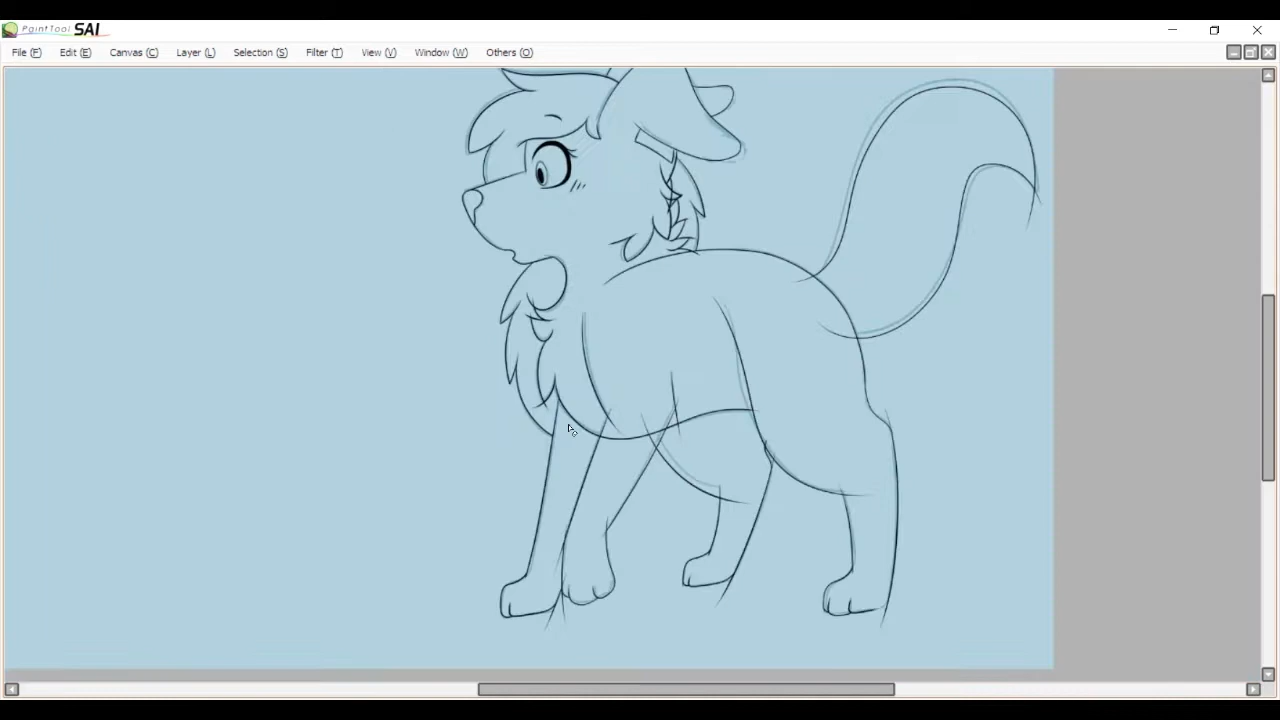 PaintTool SAI
File (F) Edit (E) Canvas (C) Layer (L) Selection (S) Filter (T) View (V) Window (W) Others (O)